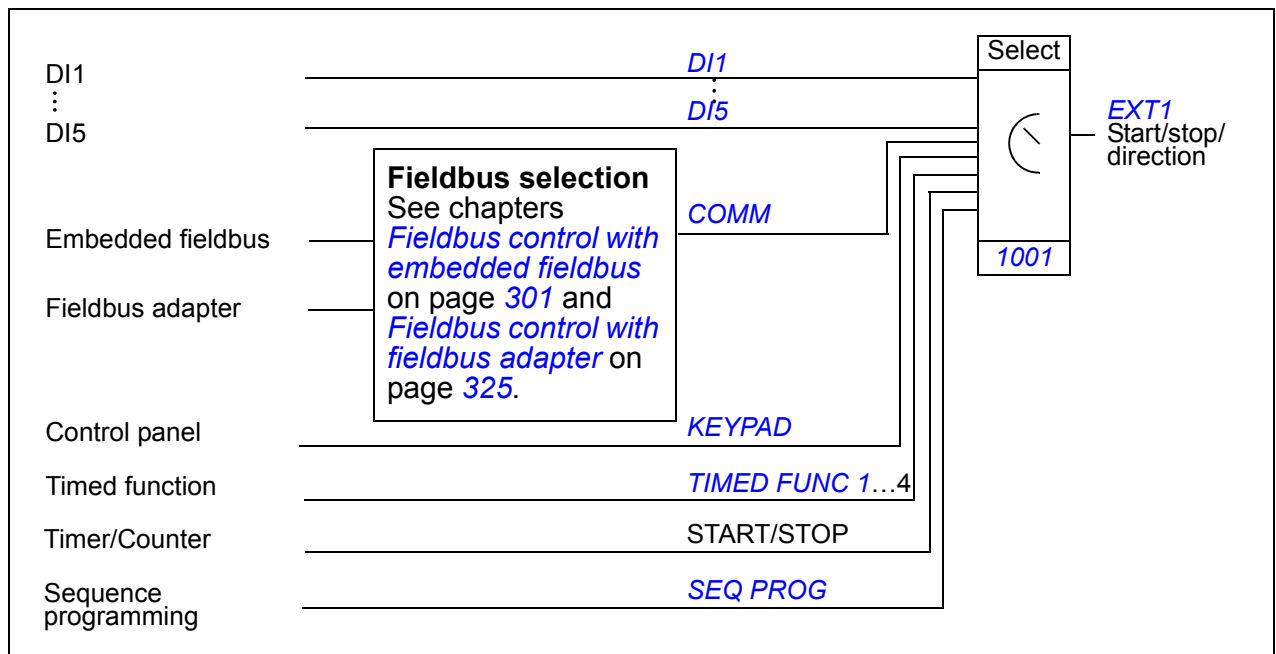 DI1
DI5
Embedded fieldbus
Fieldbus adapter
Control panel
Timed function
Timer/Counter
Sequence
programming
Fieldbus selection
See chapters
Fieldbus control with
embedded fieldbus
on page 301 and
Fieldbus control with
fieldbus adapter on
page 325.
DI1
DI5
COMM
KEYPAD
TIMED FUNC 1…4
START/STOP
SEQ PROG
Select
1001
EXT1
Start/stop/
direction